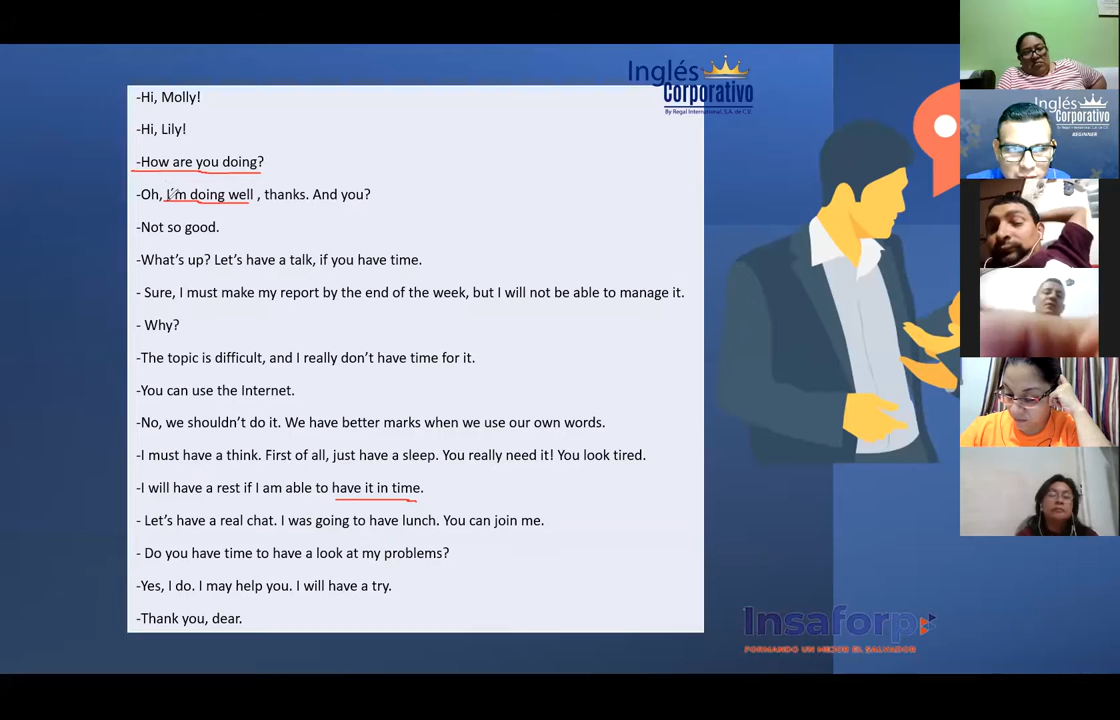 Inglés
Corporativo
By Regal International, S.A. de C.V.
-Hi, Molly!
-Hi, Lily!
-How are you doing?
-Oh, I'm doing well , thanks. And you?
-Not so good.
-What's up? Let's have a talk, if you have time.
- Sure, I must make my report by the end of the week, but I will not be able to manage it.
- Why?
-The topic is difficult, and I really don't have time for it.
-You can use the Internet.
-No, we shouldn't do it. We have better marks when we use our own words.
-I must have a think. First of all, just have a sleep. You really need it! You look tired.
-I will have a rest if I am able to have it in time.
- Let's have a real chat. I was going to have lunch. You can join me.
- Do you have time to have a look at my problems?
-Yes, I do. I may help you. I will have a try.
-Thank you, dear.
Insaforp
FORMANDO UN MEJOR EL SALVADOR
Inglés
Corporativo
BEGINNER